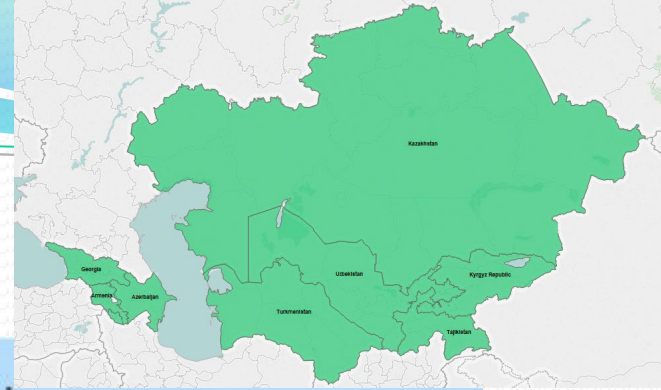 Kazakhstan
Uzbekistan
Kyrgyz Republic
Georgia
Armenia
Azerbaijan
Turkmenistan
Tajikistan